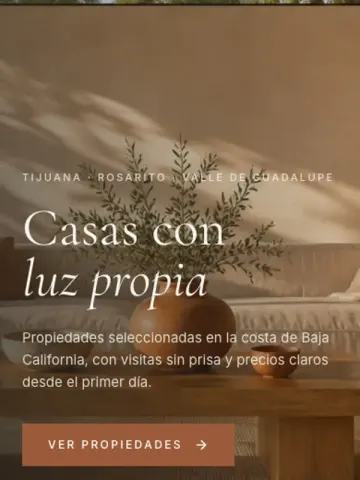 TIJUANA · ROSARITO · VALLE DE GUADALUPE
Casas con
luz propia
Propiedades seleccionadas en la costa de Baja
California, con visitas sin prisa y precios claros
desde el primer día.
VER PROPIEDADES →